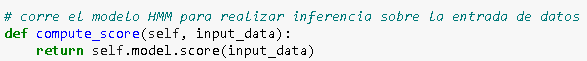 # corre el modelo HMM para realizar inferencia sobre la entrada de datos
def compute_score(self, input_data):
    return self.model.score(input_data)